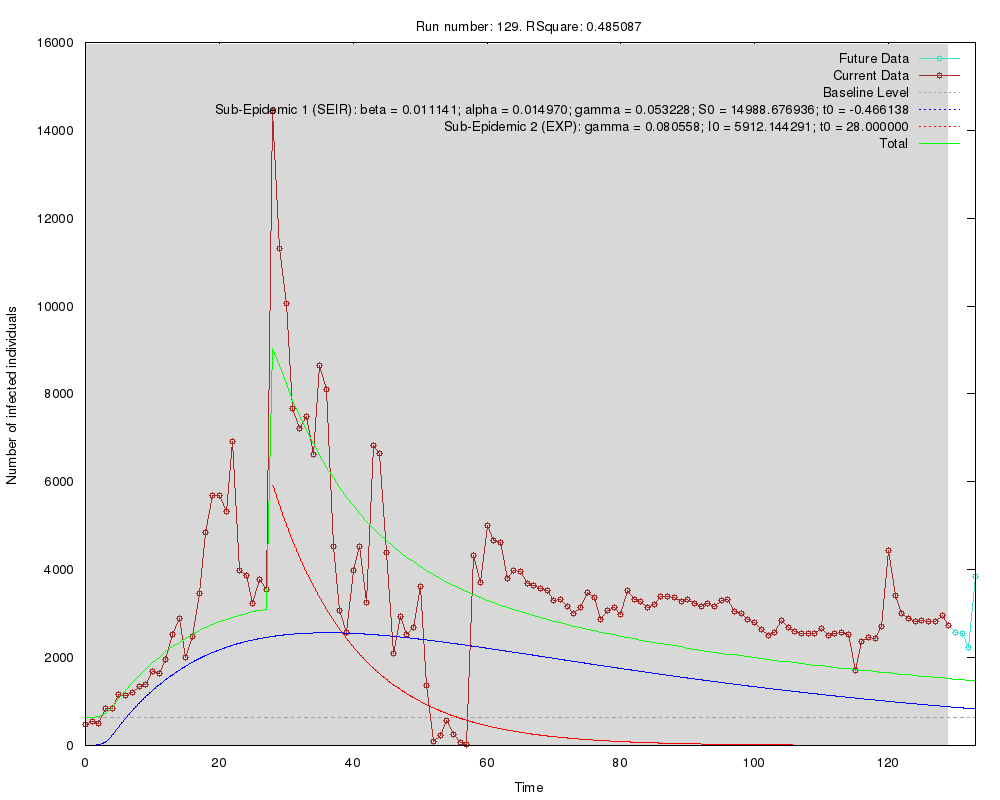 Run number: 129. RSquare: 0.485087
16000
14000
12000
10000
8000
6000
4000
2000
0
Number of infected individuals
Future Data
Current Data
Baseline Level
Sub-Epidemic 1 (SEIR): beta = 0.011141; alpha = 0.014970; gamma = 0.053228; S0 = 14988.676936; t0 = -0.466138
Sub-Epidemic 2 (EXP): gamma = 0.080558; I0 = 5912.144291; t0 = 28.000000
Total
0 20 40 60 80 100 120
Time